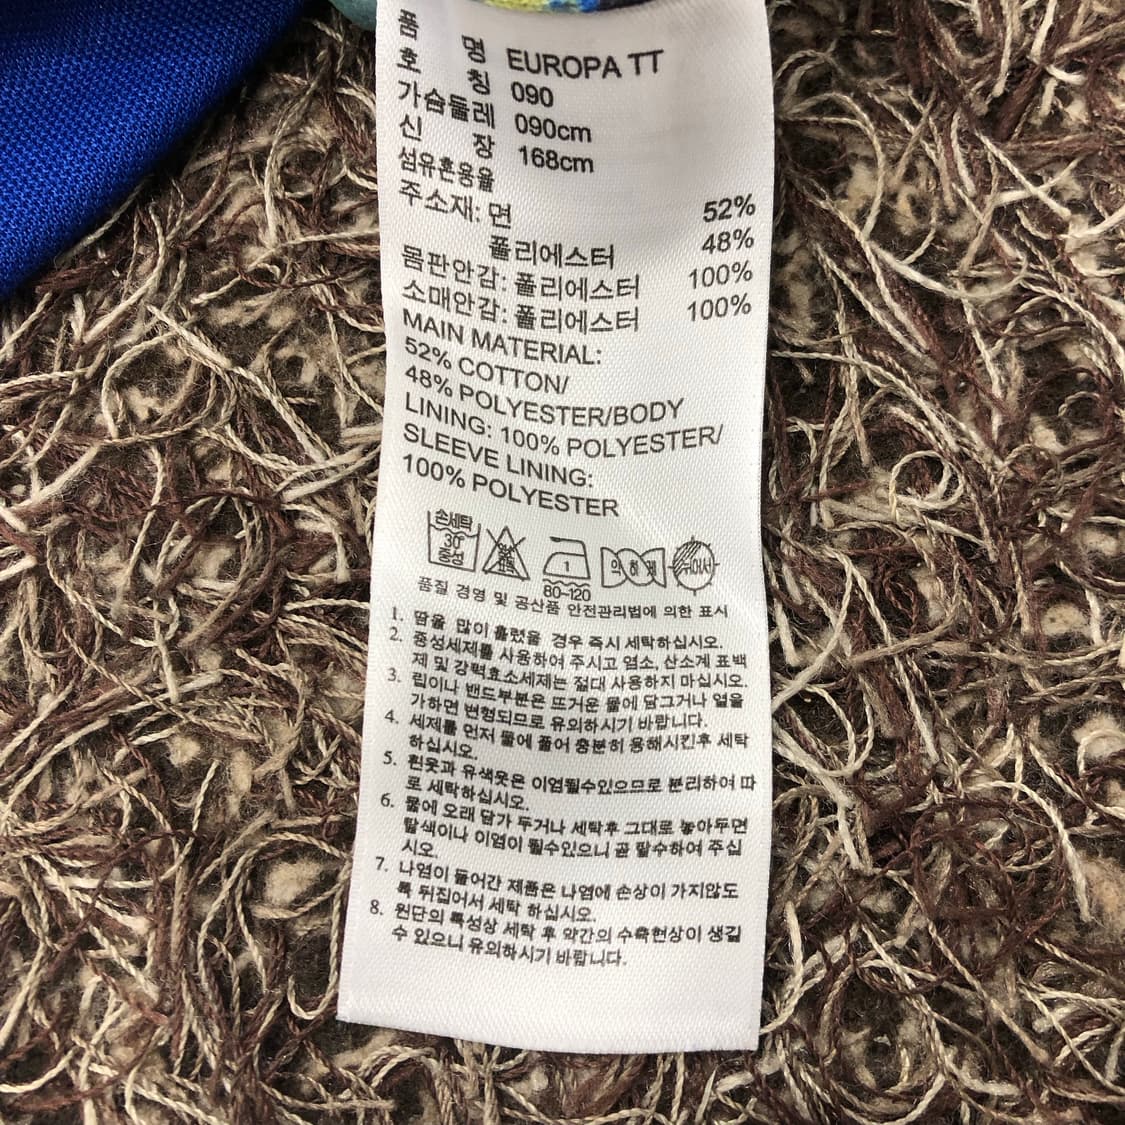 품 명 EUROPA TT
호 칭 090
가슴둘레 090cm
신 장 168cm
섬유혼용율
주소재: 면 52%
폴리에스터 48%
몸판안감: 폴리에스터 100%
소매안감: 폴리에스터 100%
MAIN MATERIAL:
52% COTTON/
48% POLYESTER/BODY
LINING: 100% POLYESTER/
SLEEVE LINING:
100% POLYESTER
손세탁 30° 중성 1 80~120 약하게 뉘어서
품질 경영 및 공산품 안전관리법에 의한 표시
1. 땀을 많이 흘렸을 경우 즉시 세탁하십시오.
2. 중성세제를 사용하여 주시고 염소, 산소계 표백
제 및 강력효소세제는 절대 사용하지 마십시오.
3. 립이나 밴드부분은 뜨거운 물에 담그거나 열을
가하면 변형되므로 유의하시기 바랍니다.
4. 세제를 먼저 물에 풀어 충분히 용해시킨후 세탁
하십시오.
5. 흰옷과 유색옷은 이염될수있으므로 분리하여 따
로 세탁하십시오.
6. 물에 오래 담가 두거나 세탁후 그대로 놓아두면
탈색이나 이염이 될수있으니 곧 탈수하여 주십
시오.
7. 나염이 들어간 제품은 나염에 손상이 가지않도
록 뒤집어서 세탁 하십시오.
8. 원단의 특성상 세탁 후 약간의 수축현상이 생길
수 있으니 유의하시기 바랍니다.